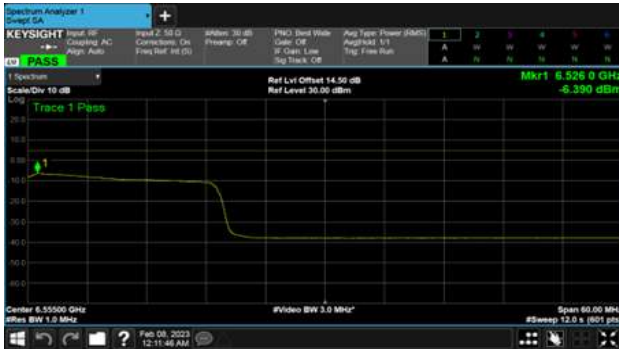 Spectrum Analyzer 1
Swept SA
+
KEYSIGHT Input: RF Input Z: 50 Ω #Atten: 30 dB PNO: Best Wide Avg Type: Power (RMS) 1 2 3 4 5 6
Coupling: AC Corrections: On Preamp: Off Gate: Off Avg|Hold: 1/1 A W W W W W
Align: Auto Freq Ref: Int (S) IF Gain: Low Trig: Free Run
Sig Track: Off A N N N N N
PASS
1 Spectrum Ref Lvl Offset 14.50 dB Mkr1 6.526 0 GHz
Scale/Div 10 dB Ref Level 30.00 dBm -6.390 dBm
Log
Trace 1 Pass
20.0
10.0
0.00
1
-10.0
-20.0
-30.0
-40.0
-50.0
-60.0
Center 6.55500 GHz #Video BW 3.0 MHz* Span 60.00 MHz
#Res BW 1.0 MHz #Sweep 12.0 s (601 pts
? Feb 08, 2023
12:11:46 AM